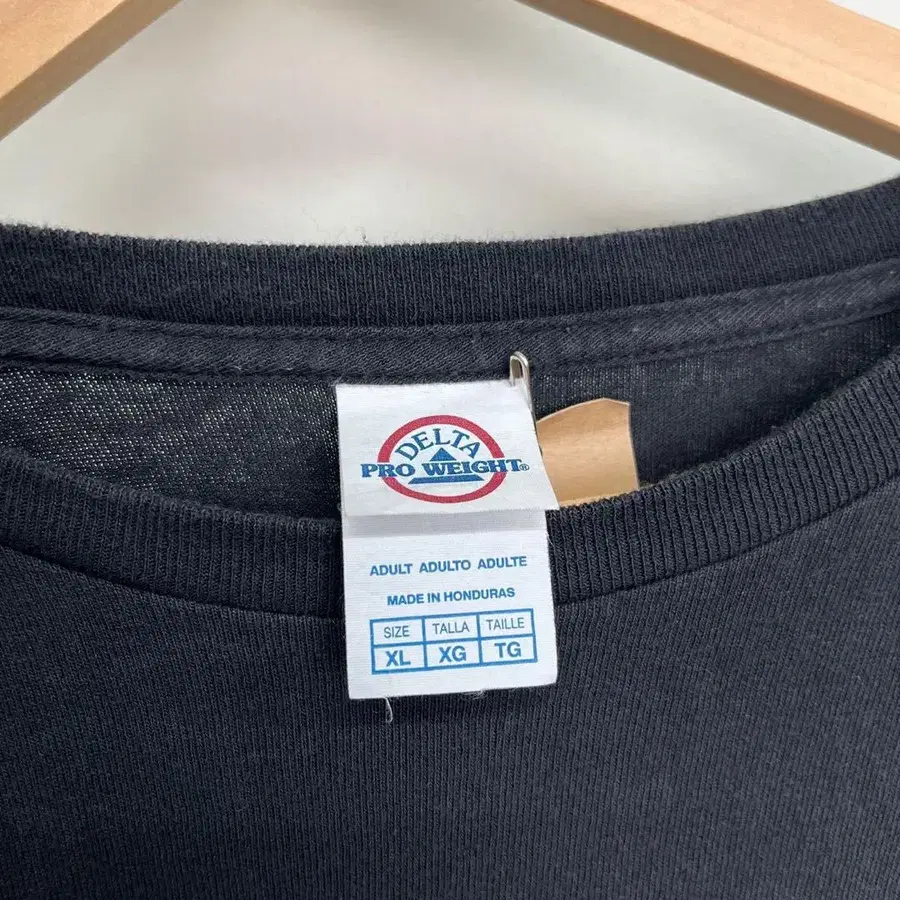 DELTA
PRO WEIGHT®
ADULT ADULTO ADULTE
MADE IN HONDURAS
SIZE TALLA TAILLE
XL XG TG